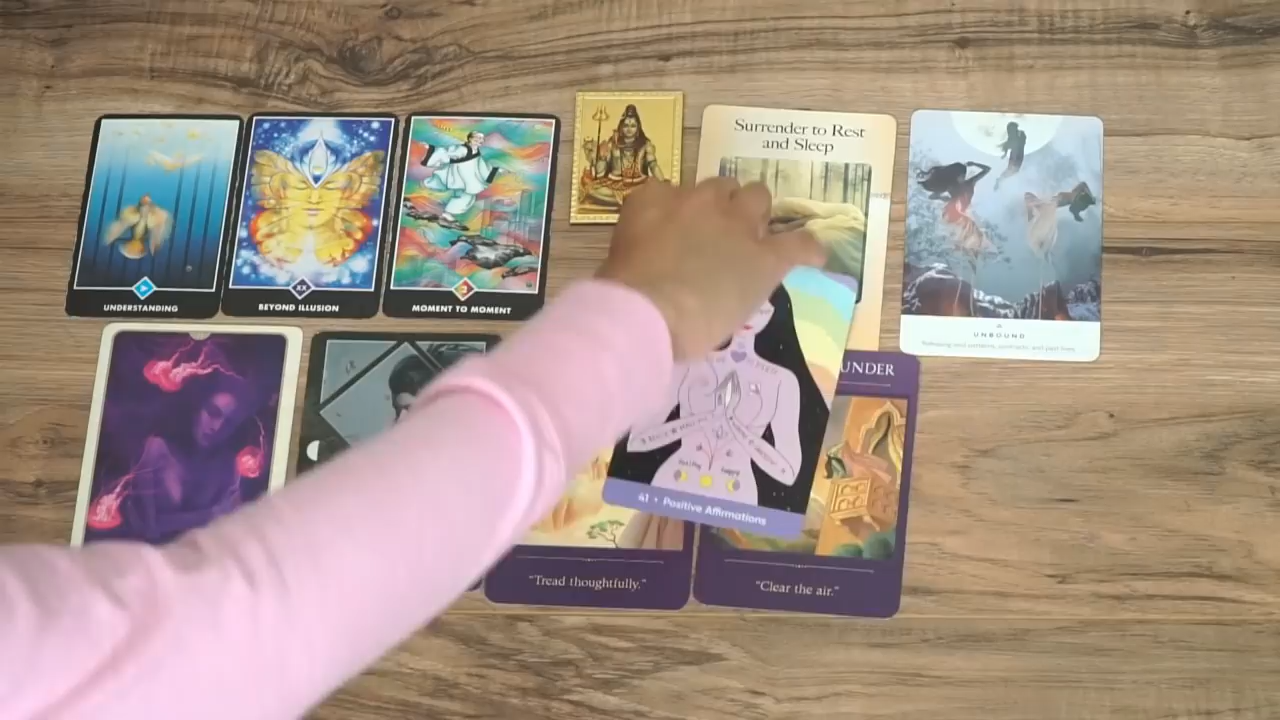 Surrender to Rest
and Sleep
UNDERSTANDING
XX
BEYOND ILLUSION
MOMENT TO MOMENT
UNBOUND
UNDER
41 • Positive Affirmations
"Tread thoughtfully."
"Clear the air."